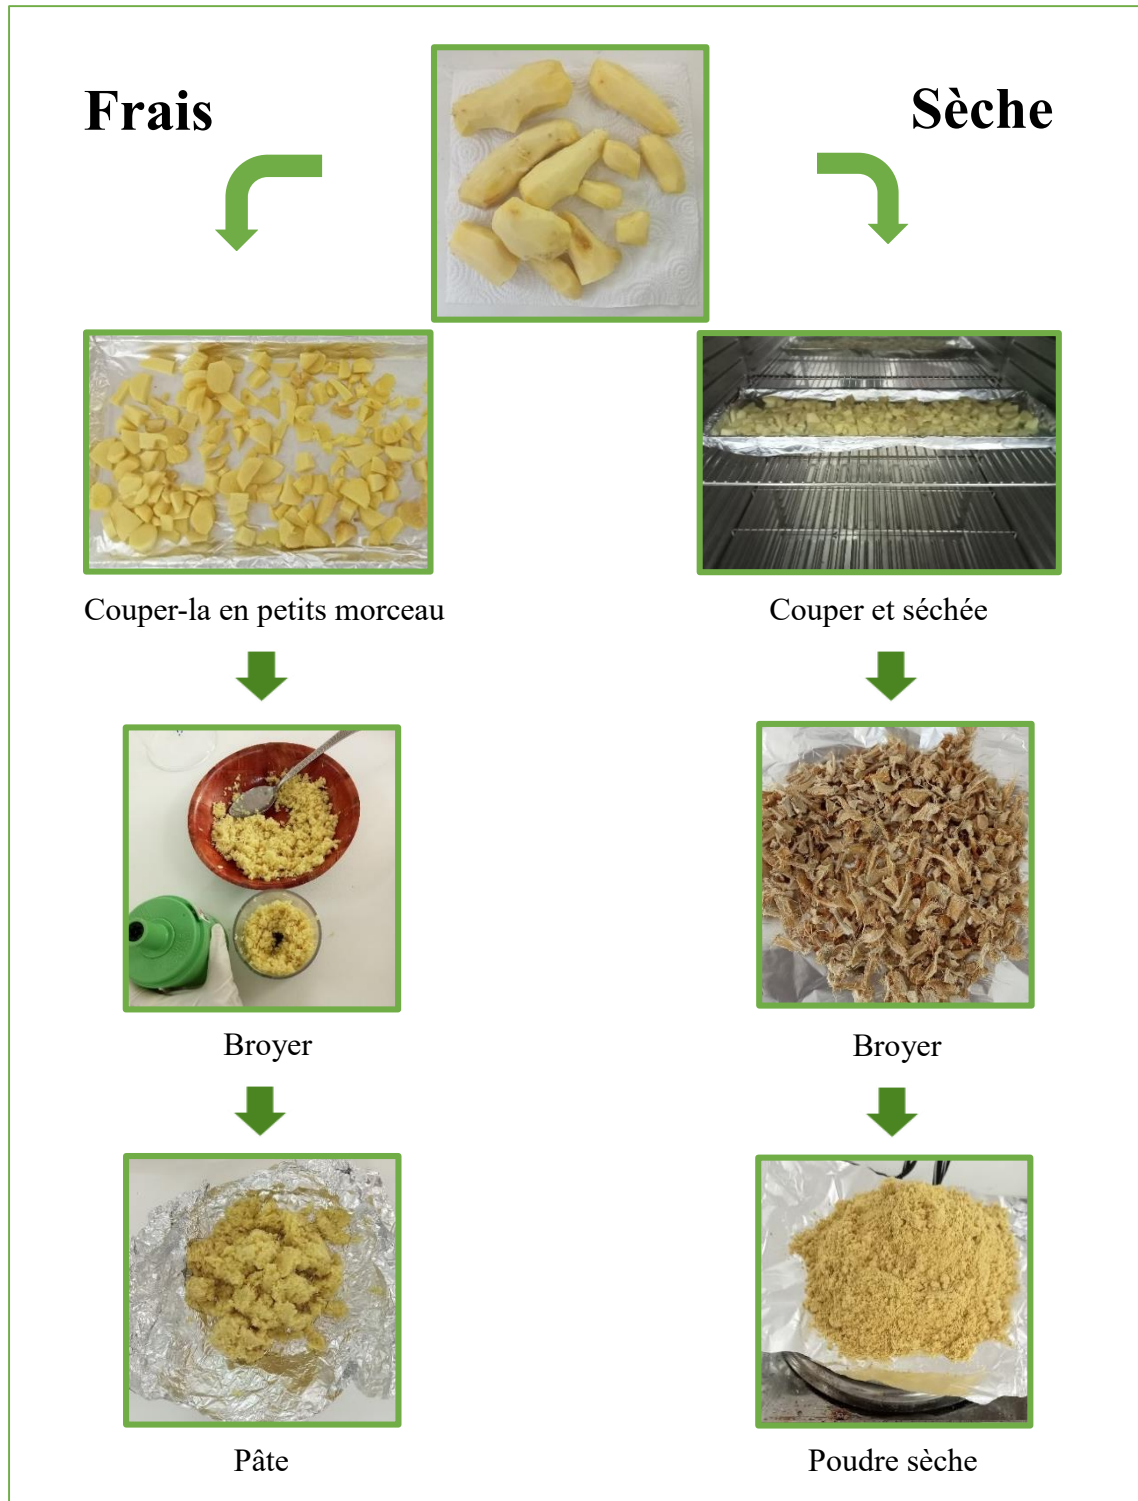 Frais
Sèche
Couper-la en petits morceau
Couper et séchée
Broyer
Broyer
Pâte
Poudre sèche